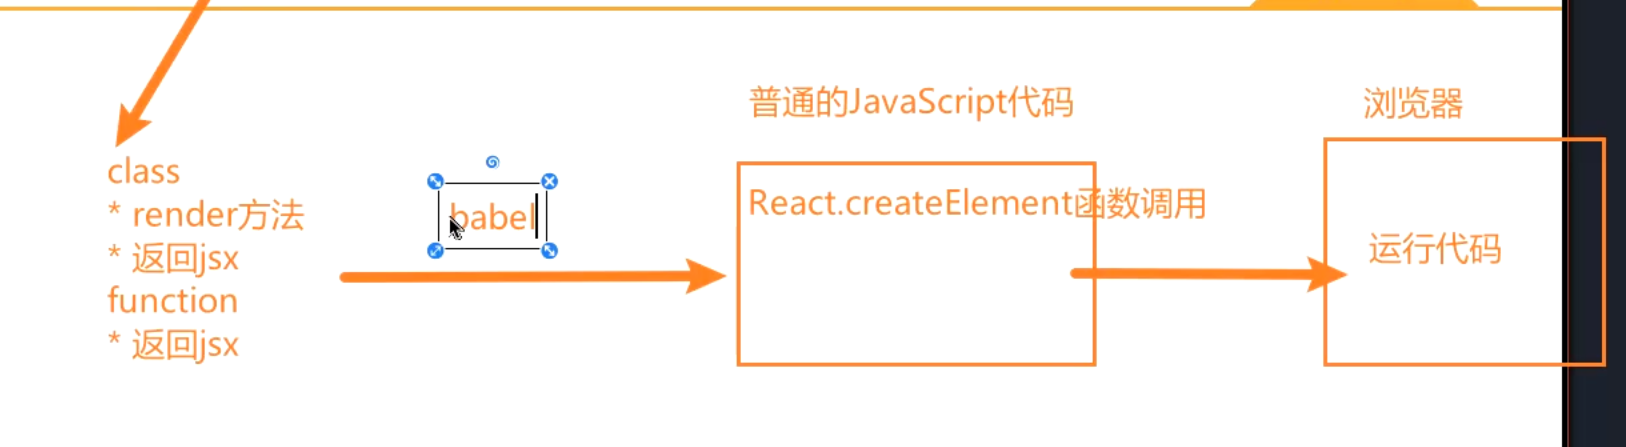 普通的JavaScript代码
浏览器
class
* render方法
* 返回jsx
function
* 返回jsx
babel
React.createElement函数调用
运行代码